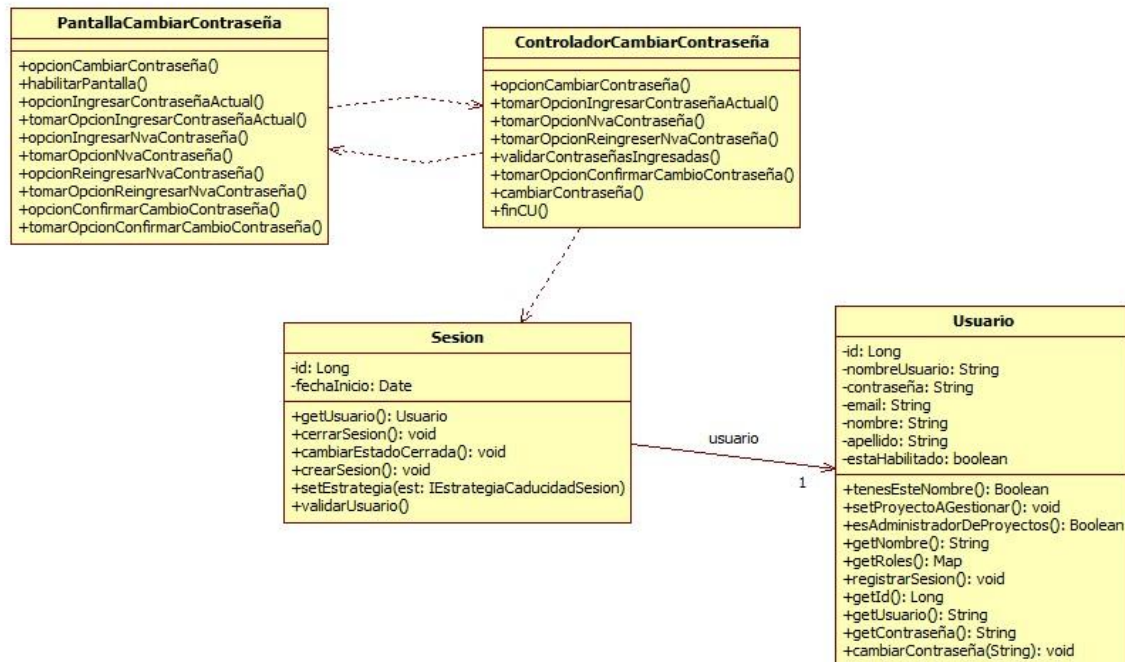 PantallaCambiarContraseña
+opcionCambiarContraseña()
+habilitarPantalla()
+opcionIngresarContraseñaActual()
+tomarOpcionIngresarContraseñaActual()
+opcionIngresarNvaContraseña()
+tomarOpcionNvaContraseña()
+opcionReingresarNvaContraseña()
+tomarOpcionReingresarNvaContraseña()
+opcionConfirmarCambioContraseña()
+tomarOpcionConfirmarCambioContraseña()
ControladorCambiarContraseña
+opcionCambiarContraseña()
+tomarOpcionIngresarContraseñaActual()
+tomarOpcionNvaContraseña()
+tomarOpcionReingreserNvaContraseña()
+validarContraseñasIngresadas()
+tomarOpcionConfirmarCambioContraseña()
+cambiarContraseña()
+finCU()
Sesion
-id: Long
-fechaInicio: Date
+getUsuario(): Usuario
+cerrarSesion(): void
+cambiarEstadoCerrada(): void
+crearSesion(): void
+setEstrategia(est: IEstrategiaCaducidadSesion)
+validarUsuario()
usuario
1
Usuario
-id: Long
-nombreUsuario: String
-contraseña: String
-email: String
-nombre: String
-apellido: String
-estaHabilitado: boolean
+tenesEsteNombre(): Boolean
+setProyectoAGestionar(): void
+esAdministradorDeProyectos(): Boolean
+getNombre(): String
+getRoles(): Map
+registrarSesion(): void
+getId(): Long
+getUsuario(): String
+getContraseña(): String
+cambiarContraseña(String): void